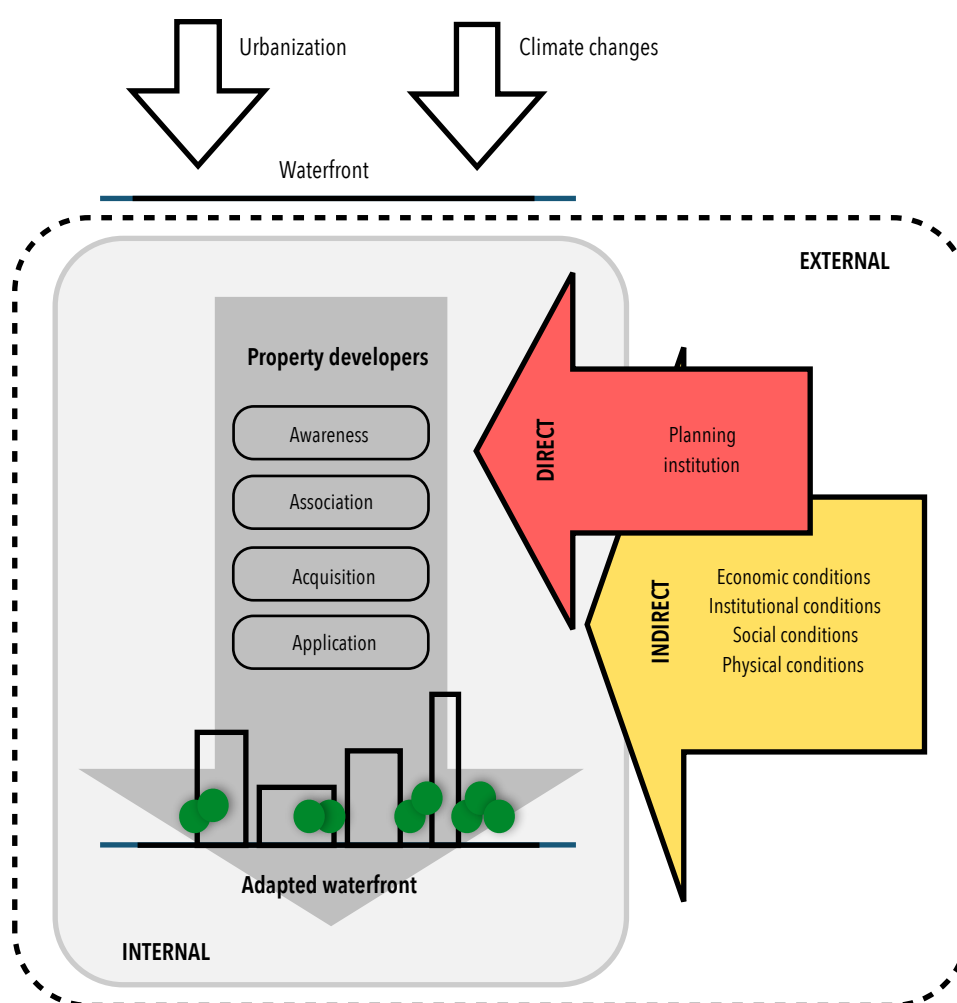 Urbanization
Climate changes
Waterfront
EXTERNAL
Property developers
Awareness
Association
Acquisition
Application
DIRECT
Planning
institution
INDIRECT
Economic conditions
Institutional conditions
Social conditions
Physical conditions
Adapted waterfront
INTERNAL